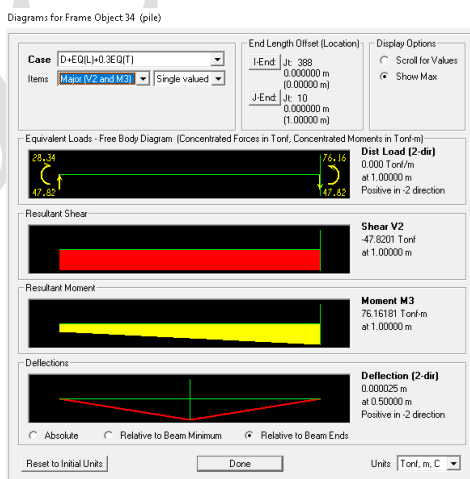 Diagrams for Frame Object 34 (pile)
Case D+EQ(L)+0.3EQ(T)
Items Major (V2 and M3) Single valued
End Length Offset (Location)
I-End: Jt: 388
0.000000 m
(0.00000 m)
J-End: Jt: 10
0.000000 m
(1.00000 m)
Display Options
Scroll for Values
Show Max
Equivalent Loads - Free Body Diagram (Concentrated Forces in Tonf, Concentrated Moments in Tonf-m)
28.34 76.16
47.82 47.82
Dist Load (2-dir)
0.000 Tonf/m
at 1.00000 m
Positive in -2 direction
Resultant Shear
Shear V2
-47.8201 Tonf
at 1.00000 m
Resultant Moment
Moment M3
76.16181 Tonf-m
at 1.00000 m
Deflections
Deflection (2-dir)
0.000025 m
at 0.50000 m
Positive in -2 direction
Absolute Relative to Beam Minimum Relative to Beam Ends
Reset to Initial Units Done Units Tonf, m, C